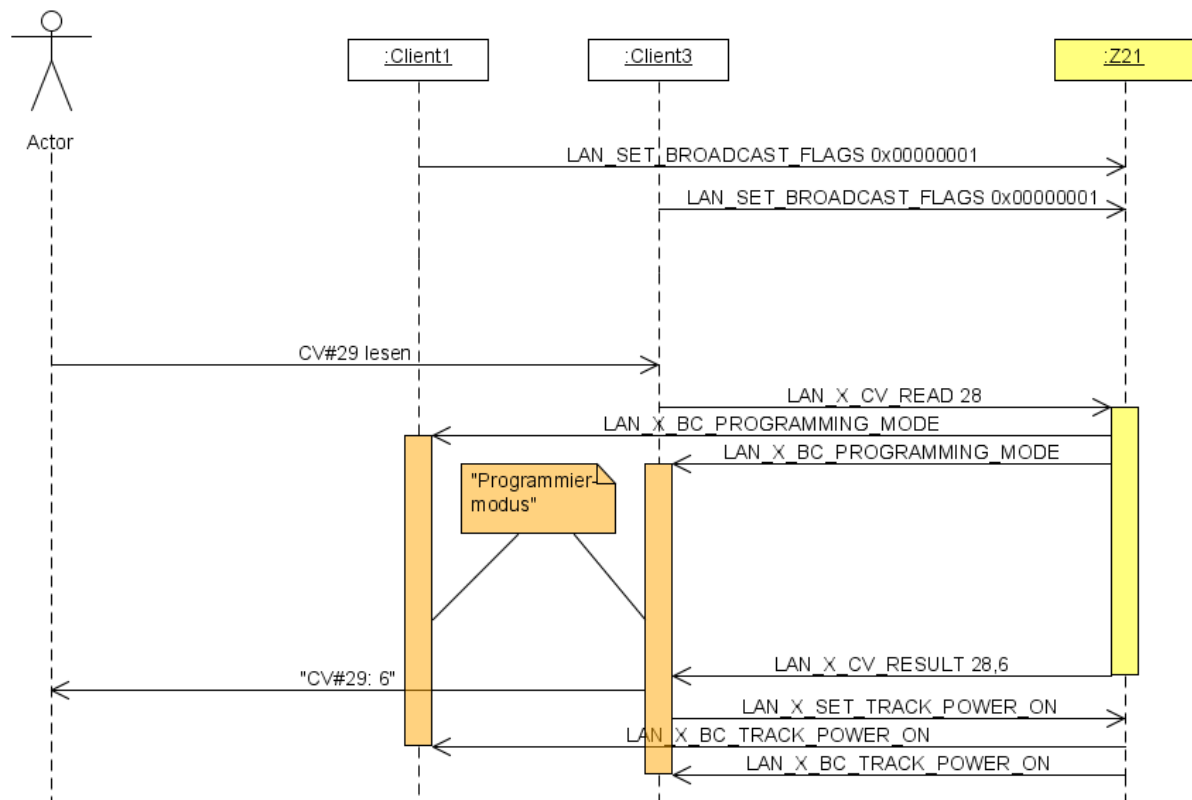 :Client1
:Client3
:Z21
Actor
LAN_SET_BROADCAST_FLAGS 0x00000001
LAN_SET_BROADCAST_FLAGS 0x00000001
CV#29 lesen
LAN_X_CV_READ 28
LAN_X_BC_PROGRAMMING_MODE
LAN_X_BC_PROGRAMMING_MODE
"Programmier-
modus"
LAN_X_CV_RESULT 28,6
"CV#29: 6"
LAN_X_SET_TRACK_POWER_ON
LAN_X_BC_TRACK_POWER_ON
LAN_X_BC_TRACK_POWER_ON